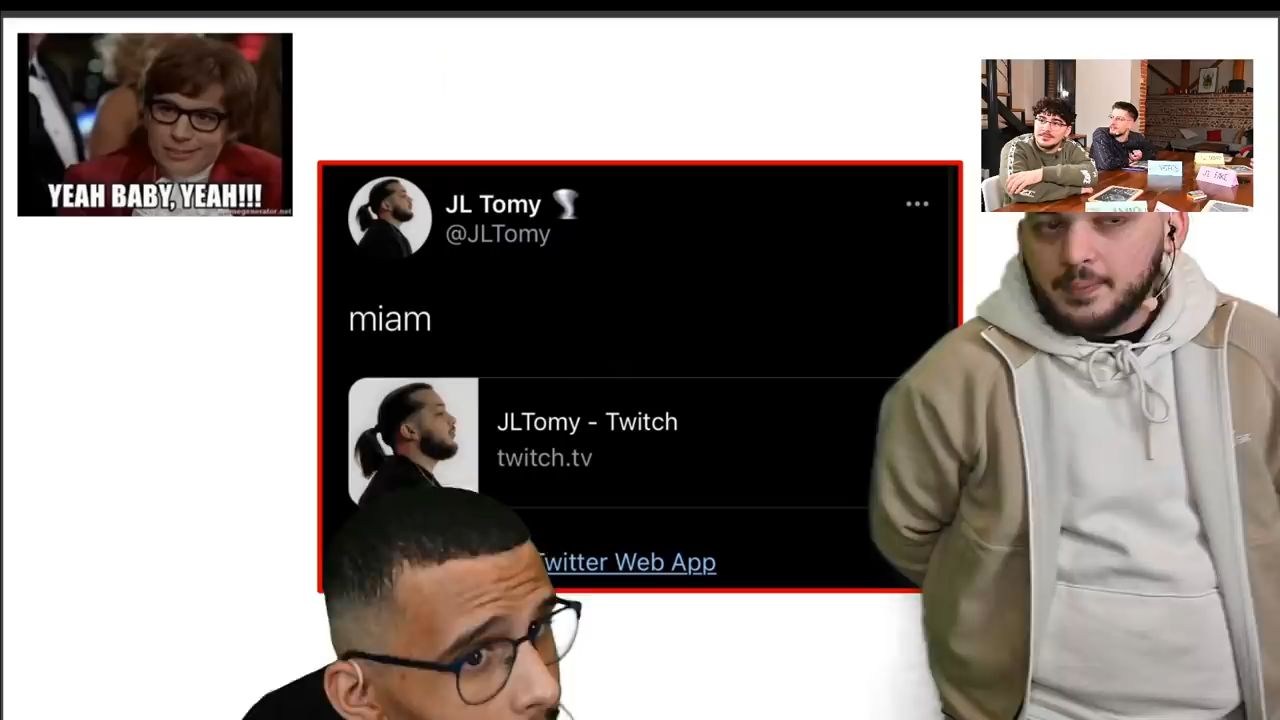 YEAH BABY, YEAH!!!
JL Tomy
@JLTomy
miam
JLTomy - Twitch
twitch.tv
Twitter Web App